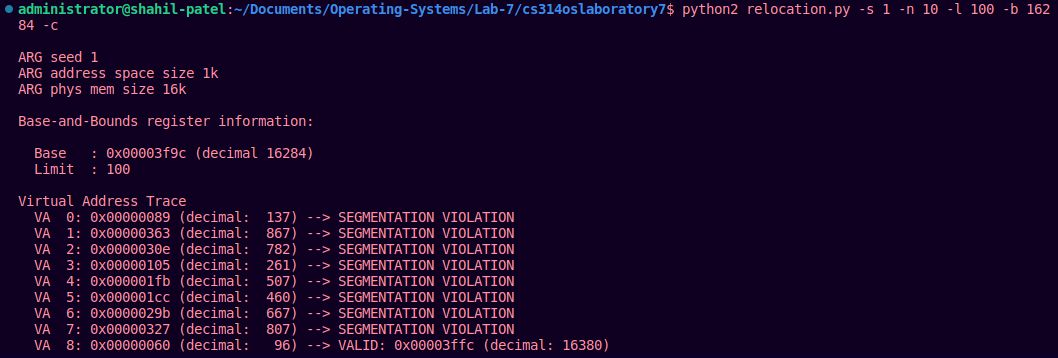 administrator@shahil-patel:~/Documents/Operating-Systems/Lab-7/cs314oslaboratory7$ python2 relocation.py -s 1 -n 10 -l 100 -b 162
84 -c
ARG seed 1
ARG address space size 1k
ARG phys mem size 16k
Base-and-Bounds register information:
Base   : 0x00003f9c (decimal 16284)
Limit  : 100
Virtual Address Trace
VA  0: 0x00000089 (decimal:  137) --> SEGMENTATION VIOLATION
VA  1: 0x00000363 (decimal:  867) --> SEGMENTATION VIOLATION
VA  2: 0x0000030e (decimal:  782) --> SEGMENTATION VIOLATION
VA  3: 0x00000105 (decimal:  261) --> SEGMENTATION VIOLATION
VA  4: 0x000001fb (decimal:  507) --> SEGMENTATION VIOLATION
VA  5: 0x000001cc (decimal:  460) --> SEGMENTATION VIOLATION
VA  6: 0x0000029b (decimal:  667) --> SEGMENTATION VIOLATION
VA  7: 0x00000327 (decimal:  807) --> SEGMENTATION VIOLATION
VA  8: 0x00000060 (decimal:   96) --> VALID: 0x00003ffc (decimal: 16380)